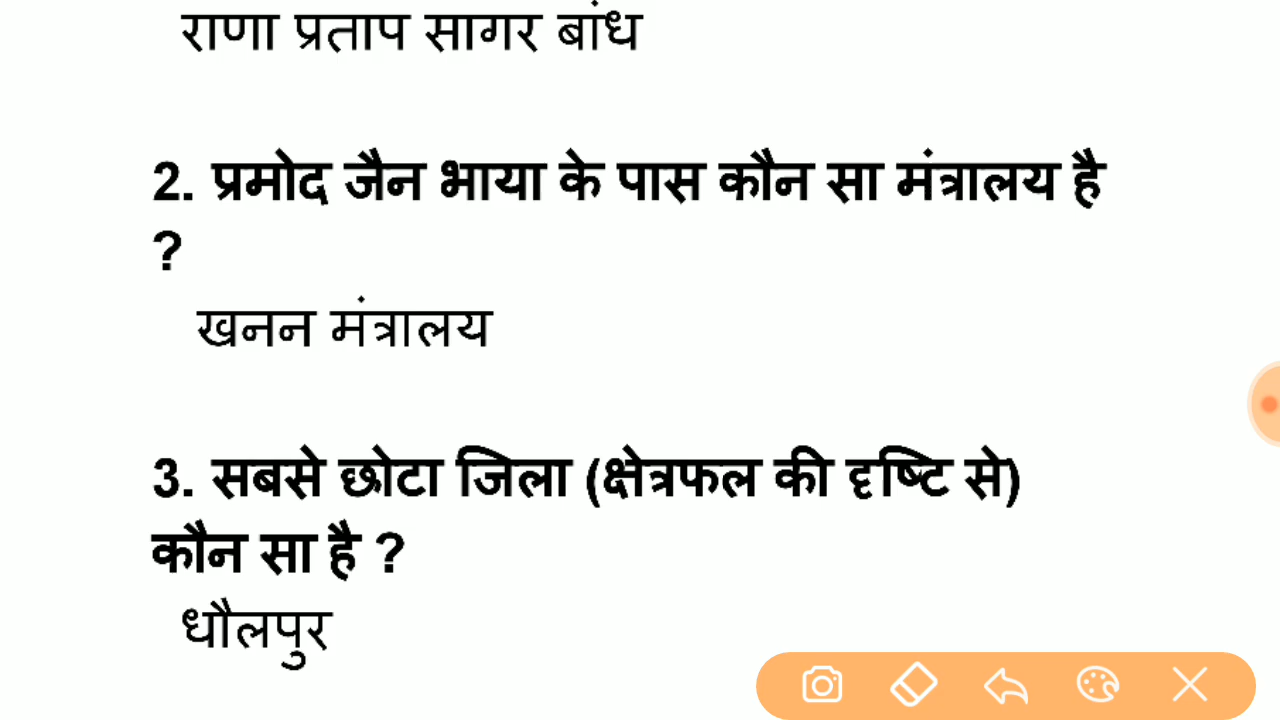 राणा प्रताप सागर बांध
2. प्रमोद जैन भाया के पास कौन सा मंत्रालय है
?
खनन मंत्रालय
3. सबसे छोटा जिला (क्षेत्रफल की दृष्टि से)
कौन सा है ?
धौलपुर